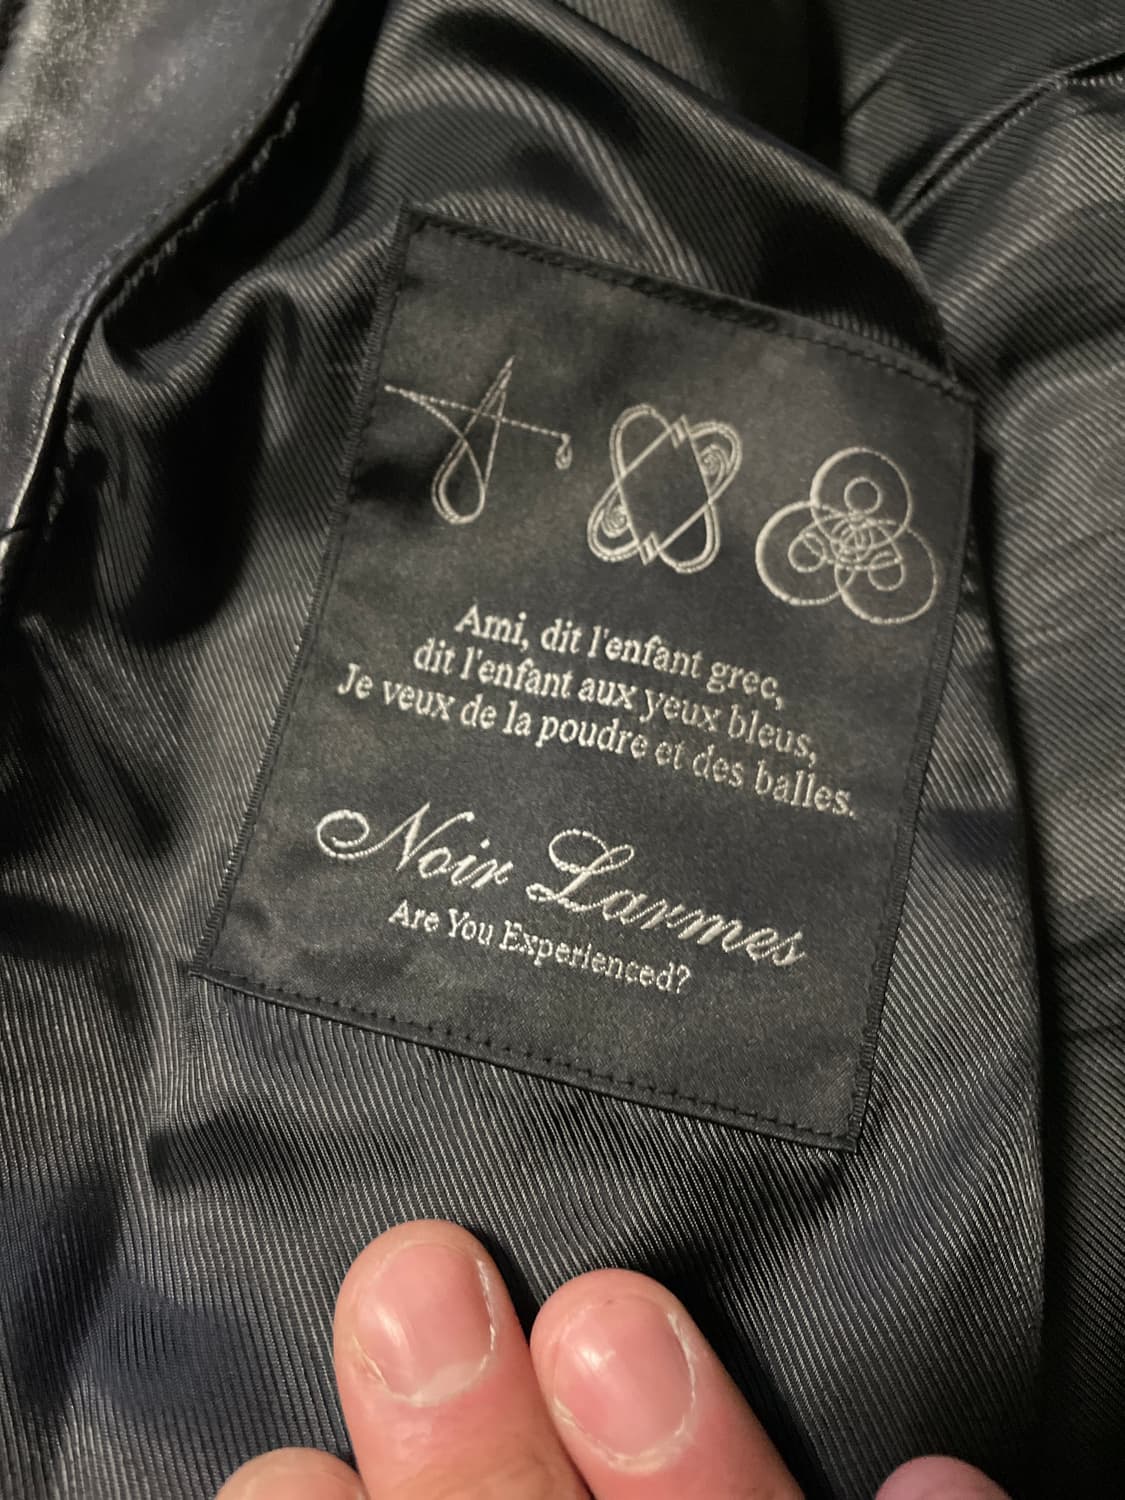 Ami, dit l'enfant grec,
dit l'enfant aux yeux bleus,
Je veux de la poudre et des balles.
Noir Larmes
Are You Experienced?